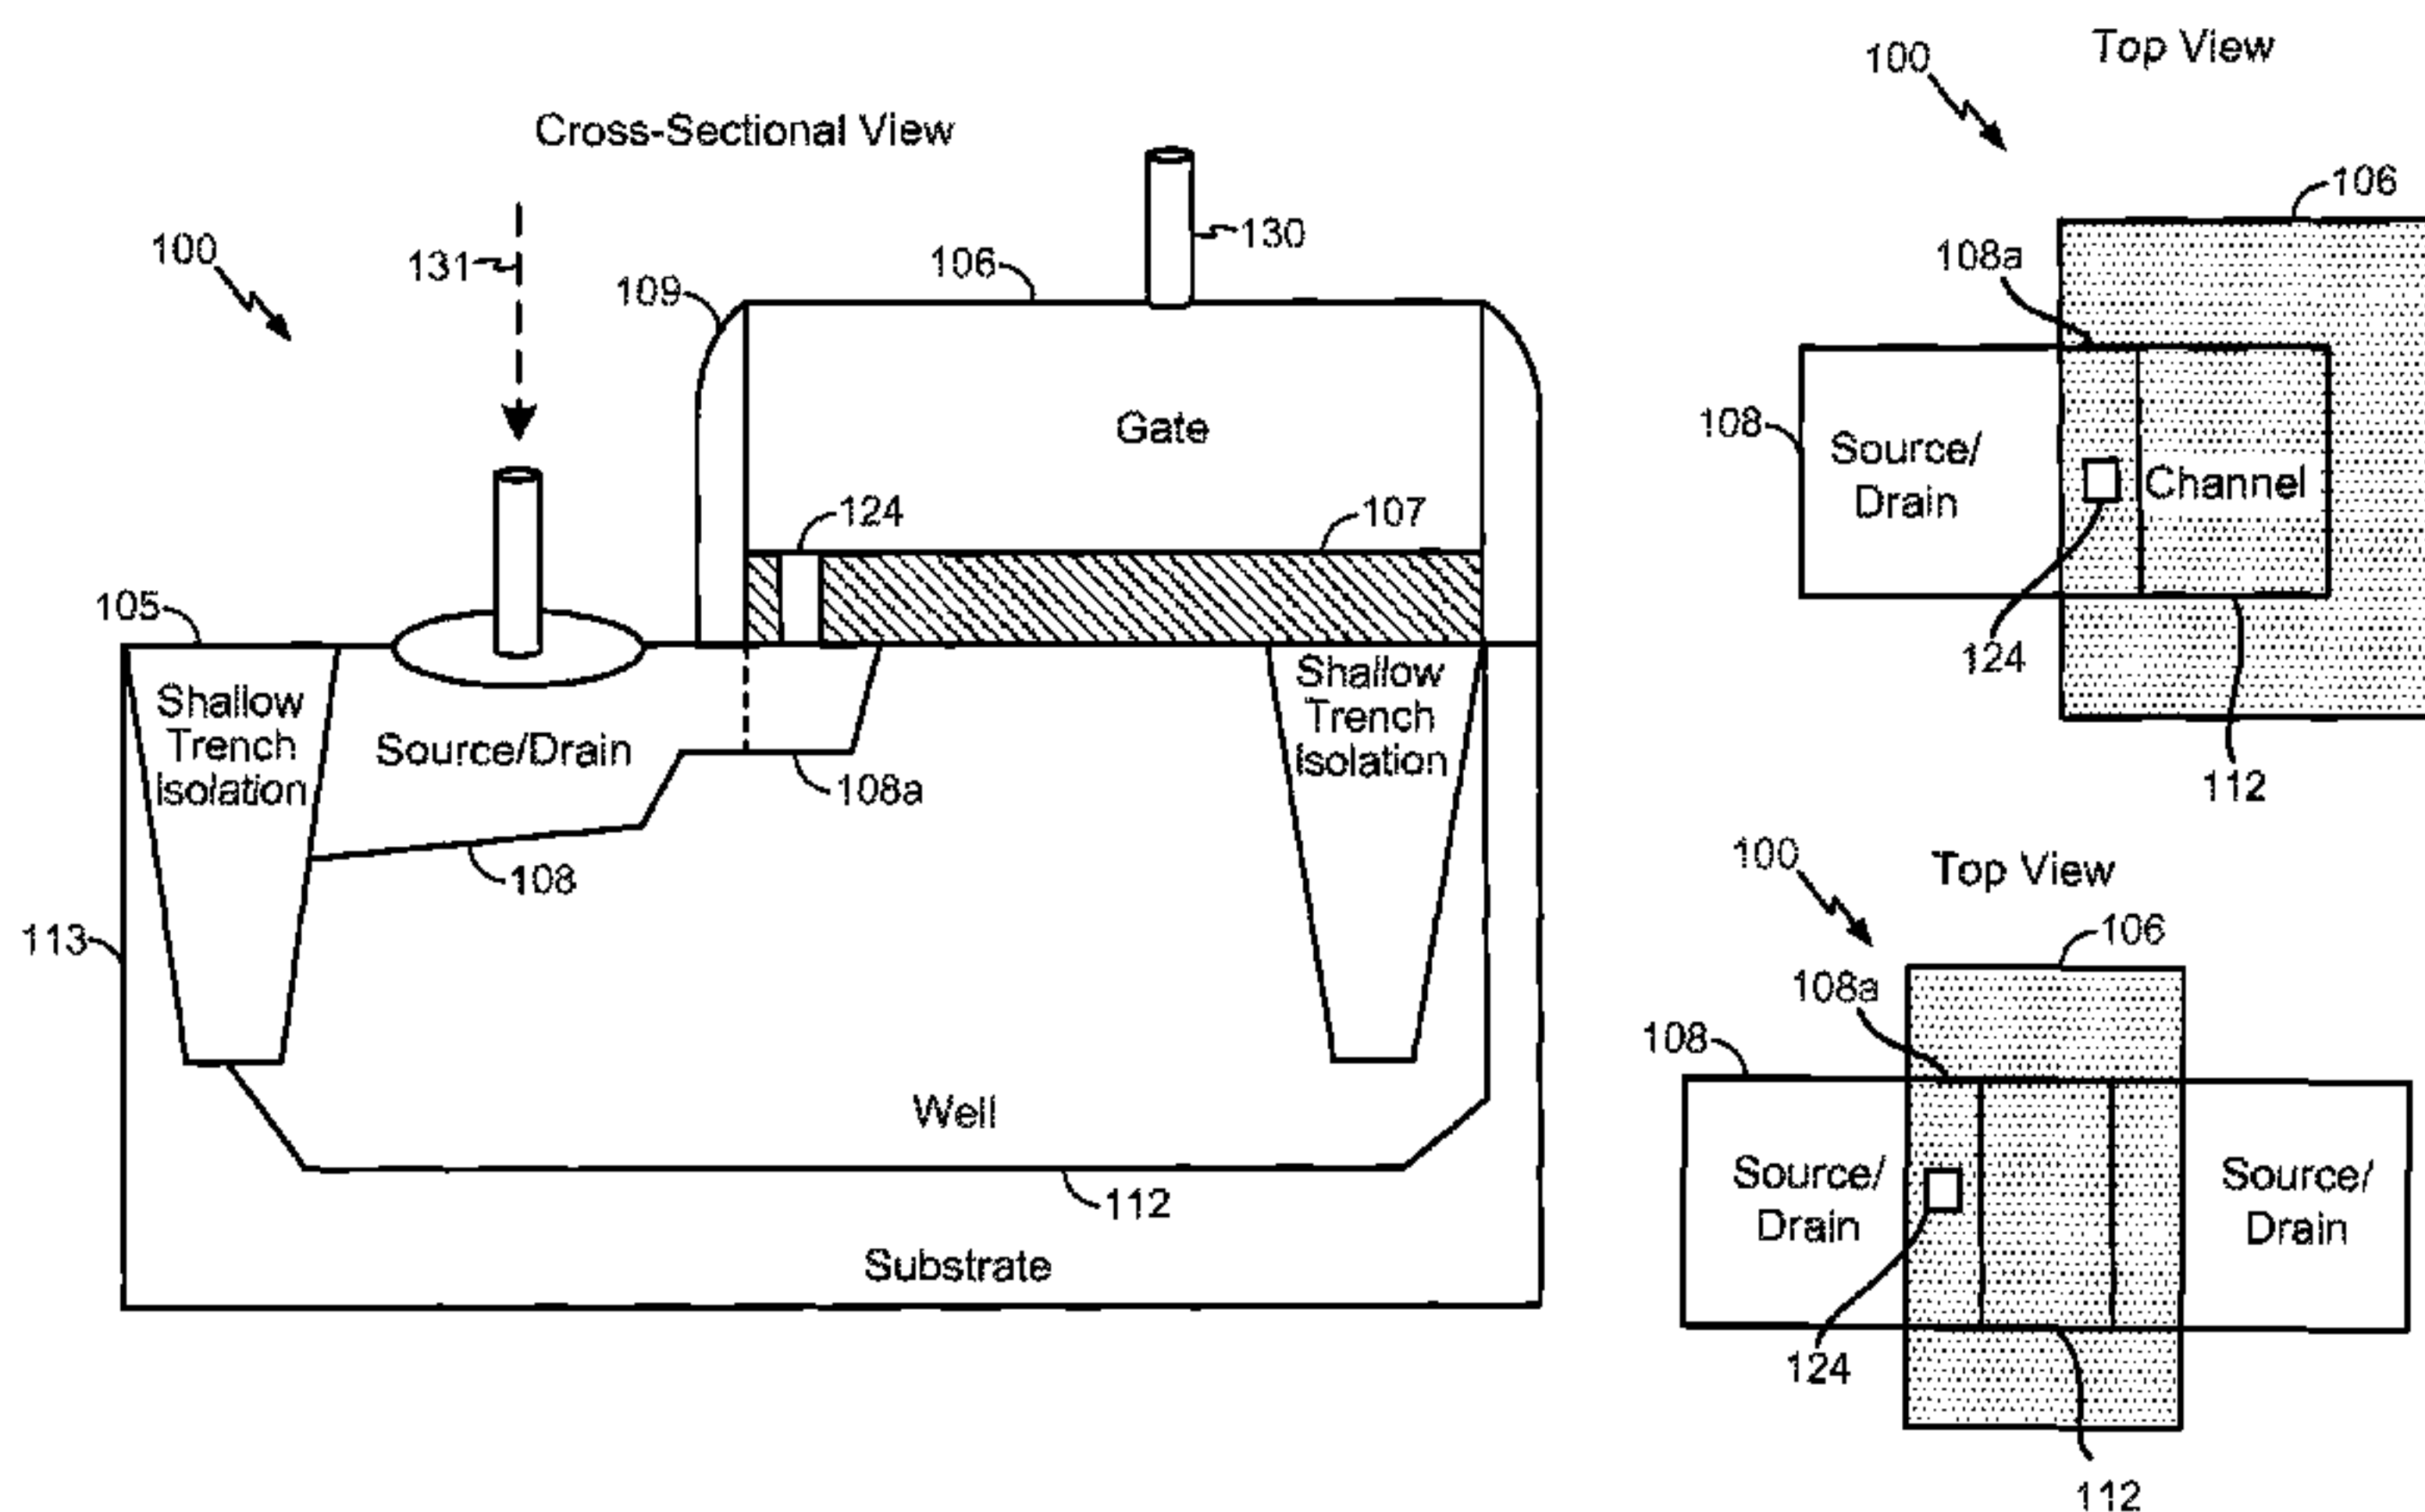 Cross-Sectional View
100
131
109
106
130
Gate
124
107
105
Shallow
Trench
Isolation
Source/Drain
108a
108
Shallow
Trench
Isolation
113
Well
112
Substrate
Top View
100
106
108a
108
Source/
Drain
Channel
124
112
Top View
100
106
108a
108
Source/
Drain
Source/
Drain
124
112